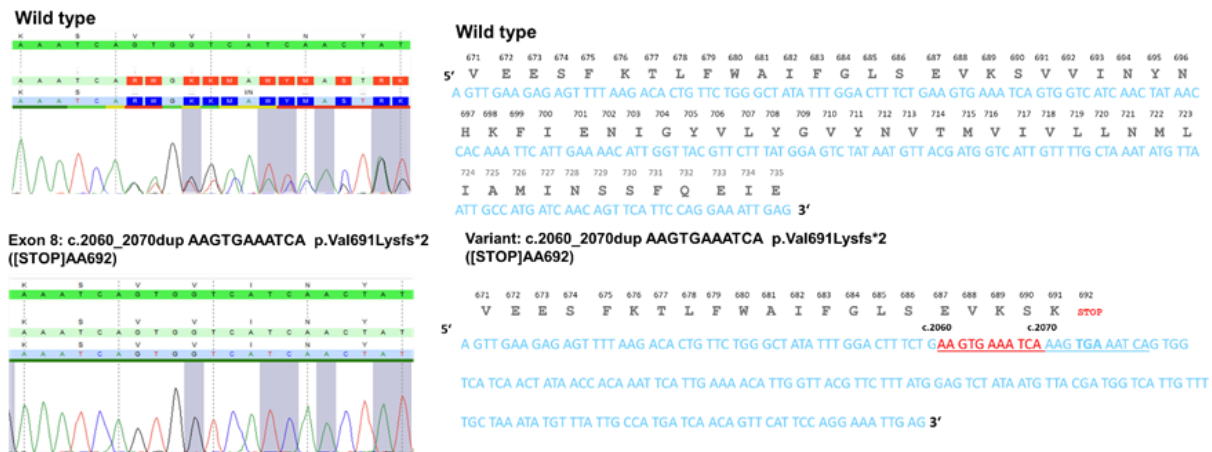 Wild type
K S V V I N Y
A A A T C A G T G G T C A T C A A C T A T
A A A T C A R W G K K M A W Y M A S T R K
K S I/IN
A A A T C A R W G K K M A W Y M A S T R K
Exon 8: c.2060_2070dup AAGTGAAATCA p.Val691Lysfs*2
([STOP]AA692)
K S V V I N Y
A A A T C A G T G G T C A T C A A C T A T
K S V V I N Y
A A A T C A G T G G T C A T C A A C T A T
K S V V I N Y
A A A T C A G T G G T C A T C A A C T A T
Wild type
671 672 673 674 675 676 677 678 679 680 681 682 683 684 685 686 687 688 689 690 691 692 693 694 695 696
5' V E E S F K T L F W A I F G L S E V K S V V I N Y N
A GTT GAA GAG AGT TTT AAG ACA CTG TTC TGG GCT ATA TTT GGA CTT TCT GAA GTG AAA TCA GTG GTC ATC AAC TAT AAC
697 698 699 700 701 702 703 704 705 706 707 708 709 710 711 712 713 714 715 716 717 718 719 720 721 722 723
H K F I E N I G Y V L Y G V Y N V T M V I V L L N M L
CAC AAA TTC ATT GAA AAC ATT GGT TAC GTT CTT TAT GGA GTC TAT AAT GTT ACG ATG GTC ATT GTT TTG CTA AAT ATG TTA
724 725 726 727 728 729 730 731 732 733 734 735
I A M I N S S F Q E I E
ATT GCC ATG ATC AAC AGT TCA TTC CAG GAA ATT GAG 3'
Variant: c.2060_2070dup AAGTGAAATCA p.Val691Lysfs*2
([STOP]AA692)
671 672 673 674 675 676 677 678 679 680 681 682 683 684 685 686 687 688 689 690 691 692
V E E S F K T L F W A I F G L S E V K S K STOP
5' c.2060 c.2070
A GTT GAA GAG AGT TTT AAG ACA CTG TTC TGG GCT ATA TTT GGA CTT TCT GAA GTG AAA TCA AAG TGA AAT CAG TGG
TCA TCA ACT ATA ACC ACA AAT TCA TTG AAA ACA TTG GTT ACG TTC TTT ATG GAG TCT ATA ATG TTA CGA TGG TCA TTG TTT
TGC TAA ATA TGT TTA TTG CCA TGA TCA ACA GTT CAT TCC AGG AAA TTG AG 3'